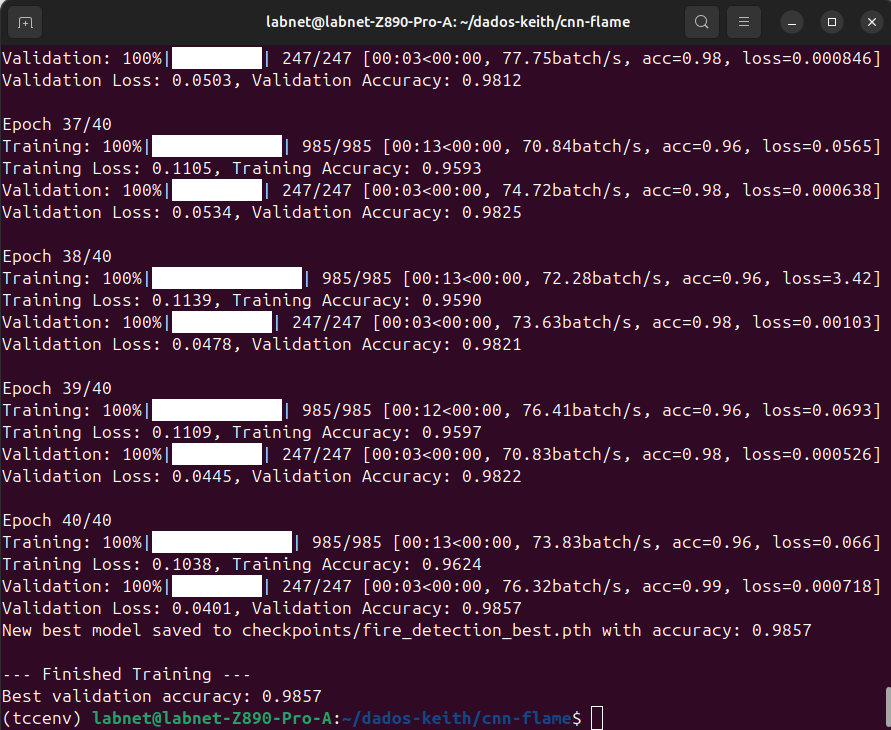 labnet@labnet-Z890-Pro-A: ~/dados-keith/cnn-flame
Validation: 100%| | 247/247 [00:03<00:00, 77.75batch/s, acc=0.98, loss=0.000846]
Validation Loss: 0.0503, Validation Accuracy: 0.9812
Epoch 37/40
Training: 100%| | 985/985 [00:13<00:00, 70.84batch/s, acc=0.96, loss=0.0565]
Training Loss: 0.1105, Training Accuracy: 0.9593
Validation: 100%| | 247/247 [00:03<00:00, 74.72batch/s, acc=0.98, loss=0.000638]
Validation Loss: 0.0534, Validation Accuracy: 0.9825
Epoch 38/40
Training: 100%| | 985/985 [00:13<00:00, 72.28batch/s, acc=0.96, loss=3.42]
Training Loss: 0.1139, Training Accuracy: 0.9590
Validation: 100%| | 247/247 [00:03<00:00, 73.63batch/s, acc=0.98, loss=0.00103]
Validation Loss: 0.0478, Validation Accuracy: 0.9821
Epoch 39/40
Training: 100%| | 985/985 [00:12<00:00, 76.41batch/s, acc=0.96, loss=0.0693]
Training Loss: 0.1109, Training Accuracy: 0.9597
Validation: 100%| | 247/247 [00:03<00:00, 70.83batch/s, acc=0.98, loss=0.000526]
Validation Loss: 0.0445, Validation Accuracy: 0.9822
Epoch 40/40
Training: 100%| | 985/985 [00:13<00:00, 73.83batch/s, acc=0.96, loss=0.066]
Training Loss: 0.1038, Training Accuracy: 0.9624
Validation: 100%| | 247/247 [00:03<00:00, 76.32batch/s, acc=0.99, loss=0.000718]
Validation Loss: 0.0401, Validation Accuracy: 0.9857
New best model saved to checkpoints/fire_detection_best.pth with accuracy: 0.9857
--- Finished Training ---
Best validation accuracy: 0.9857
(tccenv) labnet@labnet-Z890-Pro-A:~/dados-keith/cnn-flame$